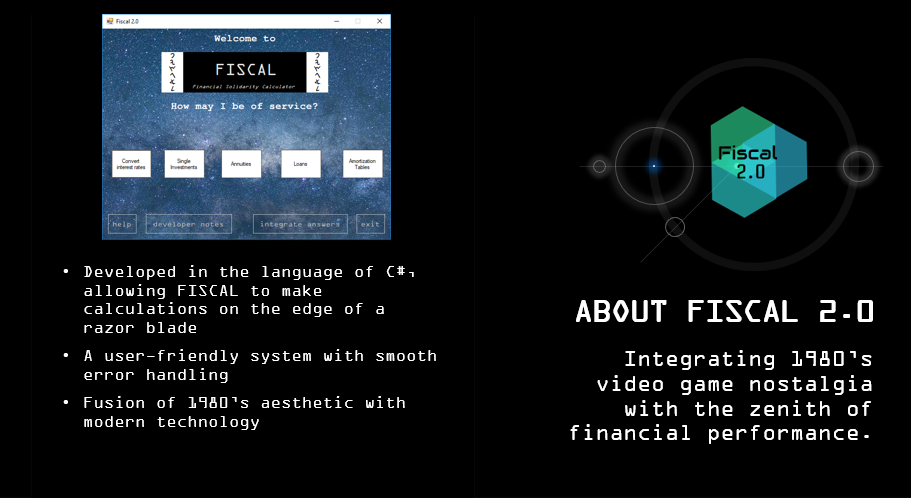 Fiscal 2.0
Welcome to
FISCAL
Financial Solidarity Calculator
How may I be of service?
Convert
interest rates
Single
Investments
Annuities
Loans
Amortization
Tables
help
developer notes
integrate answers
exit
• Developed in the language of C#,
allowing FISCAL to make
calculations on the edge of a
razor blade
• A user-friendly system with smooth
error handling
• Fusion of 1980's aesthetic with
modern technology
Fiscal
2.0
ABOUT FISCAL 2.0
Integrating 1980's
video game nostalgia
with the zenith of
financial performance.